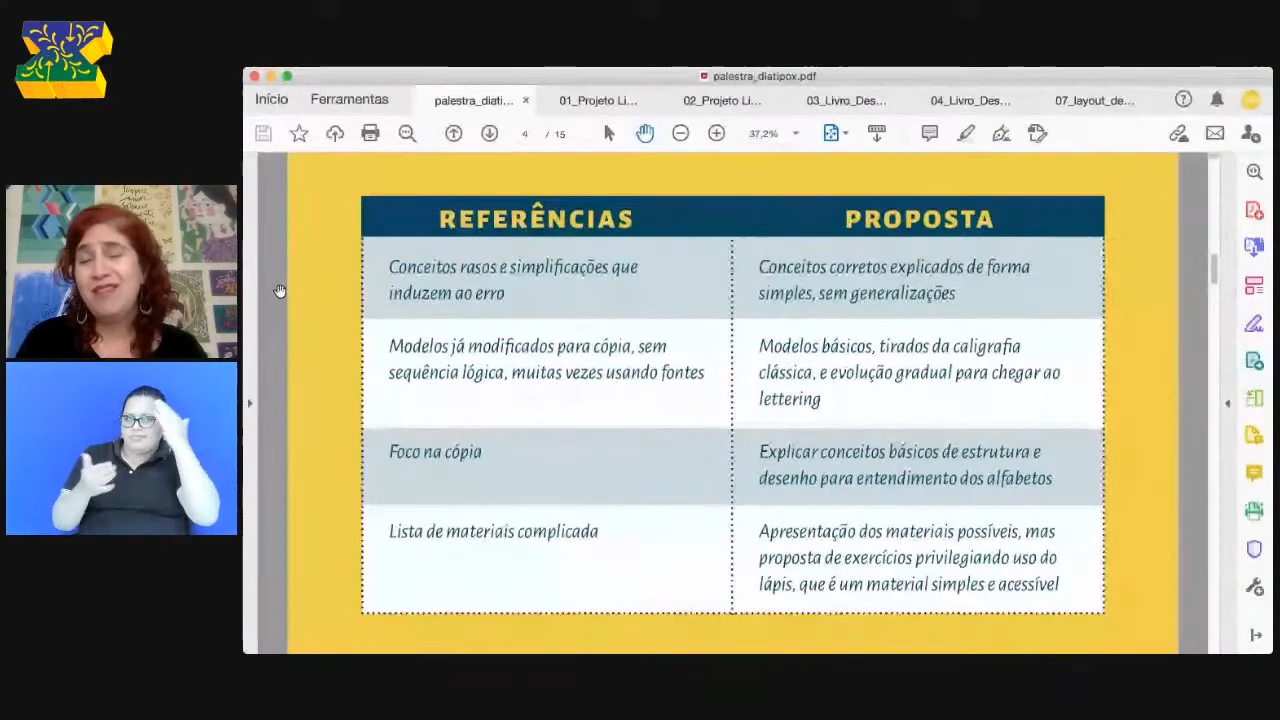 palestra_diatipox.pdf
Início Ferramentas palestra_diati... × 01_Projeto Li... 02_Projeto Li... 03_Livro_Des... 04_Livro_Des... 07_layout_de...
4 / 15 37,2%
REFERÊNCIAS PROPOSTA
Conceitos rasos e simplificações que
induzem ao erro
Conceitos corretos explicados de forma
simples, sem generalizações
Modelos já modificados para cópia, sem
sequência lógica, muitas vezes usando fontes
Modelos básicos, tirados da caligrafia
clássica, e evolução gradual para chegar ao
lettering
Foco na cópia
Explicar conceitos básicos de estrutura e
desenho para entendimento dos alfabetos
Lista de materiais complicada
Apresentação dos materiais possíveis, mas
proposta de exercícios privilegiando uso do
lápis, que é um material simples e acessível